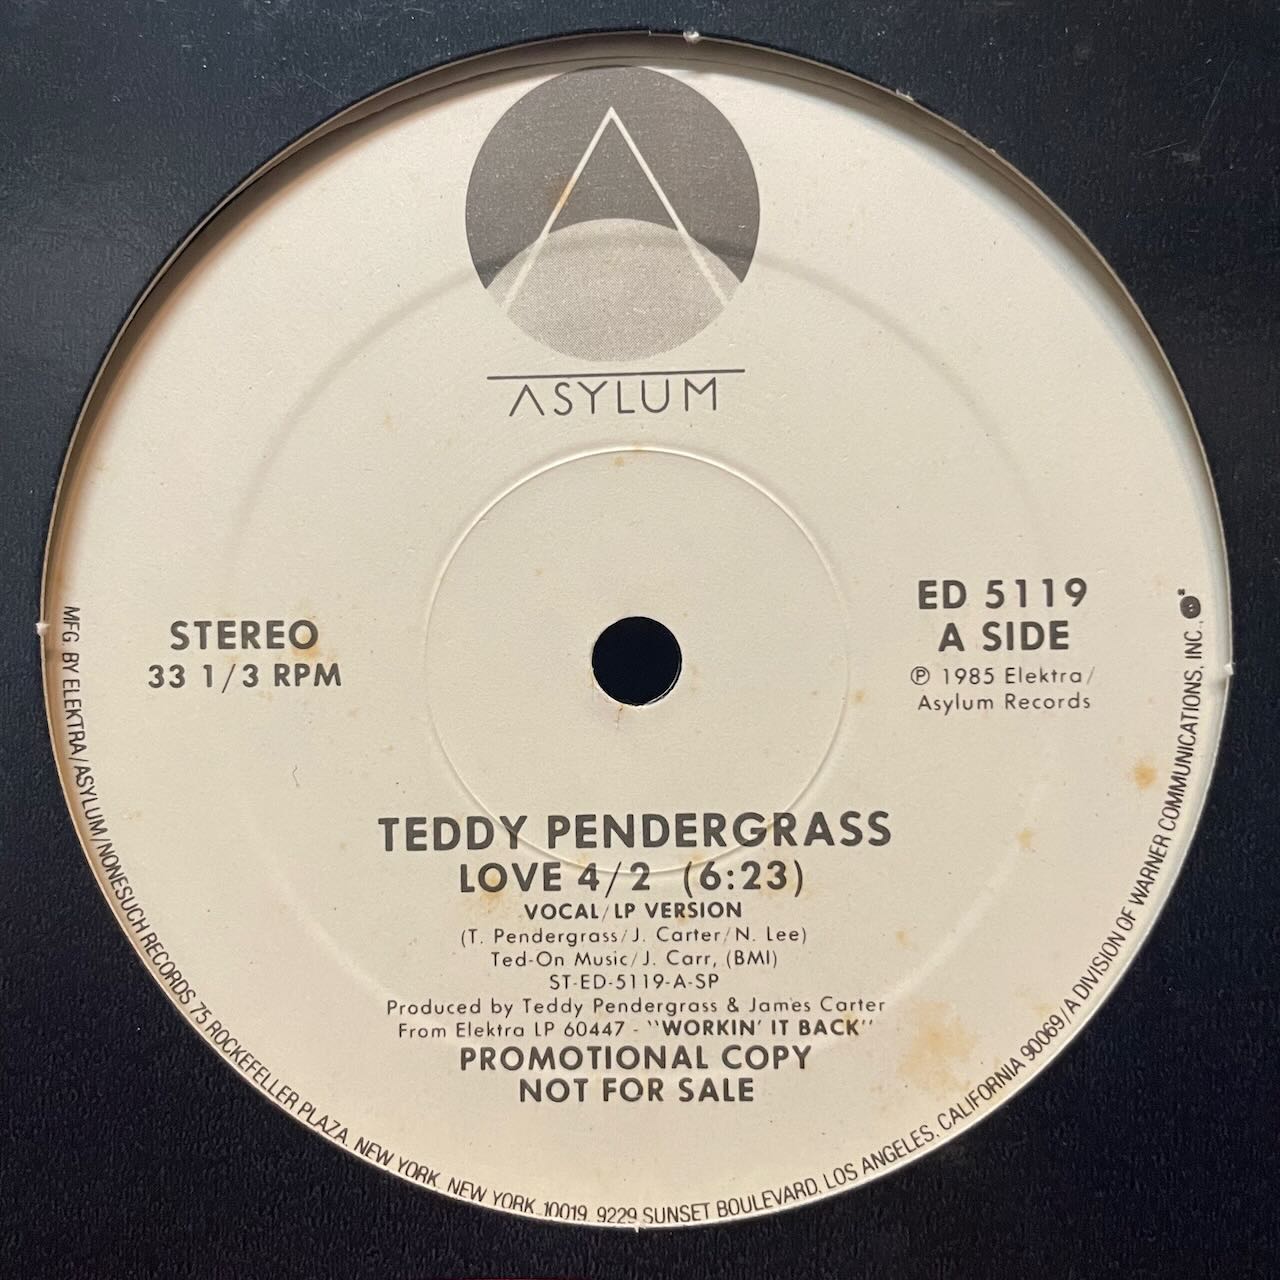 ASYLUM
STEREO
33 1/3 RPM
ED 5119
A SIDE
℗ 1985 Elektra/
Asylum Records
TEDDY PENDERGRASS
LOVE 4/2 (6:23)
VOCAL/LP VERSION
(T. Pendergrass/J. Carter/N. Lee)
Ted-On Music/J. Carr, (BMI)
ST-ED-5119-A-SP
Produced by Teddy Pendergrass & James Carter
From Elektra LP 60447 - "WORKIN' IT BACK"
PROMOTIONAL COPY
NOT FOR SALE
MFG. BY ELEKTRA/ASYLUM/NONESUCH RECORDS 75 ROCKEFELLER PLAZA, NEW YORK, NEW YORK 10019, 9229 SUNSET BOULEVARD, LOS ANGELES, CALIFORNIA 90069/A DIVISION OF WARNER COMMUNICATIONS, INC.,